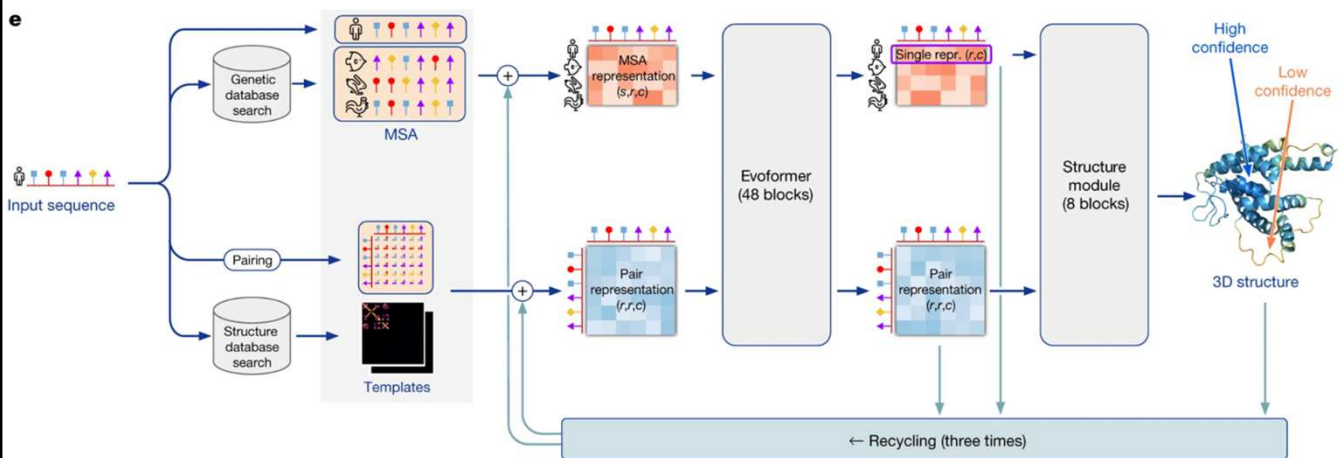 e
Input sequence
Genetic
database
search
MSA
Pairing
Structure
database
search
Templates
+
+
MSA
representation
(s,r,c)
Pair
representation
(r,r,c)
Evoformer
(48 blocks)
Single repr. (r,c)
Pair
representation
(r,r,c)
Structure
module
(8 blocks)
High
confidence
Low
confidence
3D structure
← Recycling (three times)